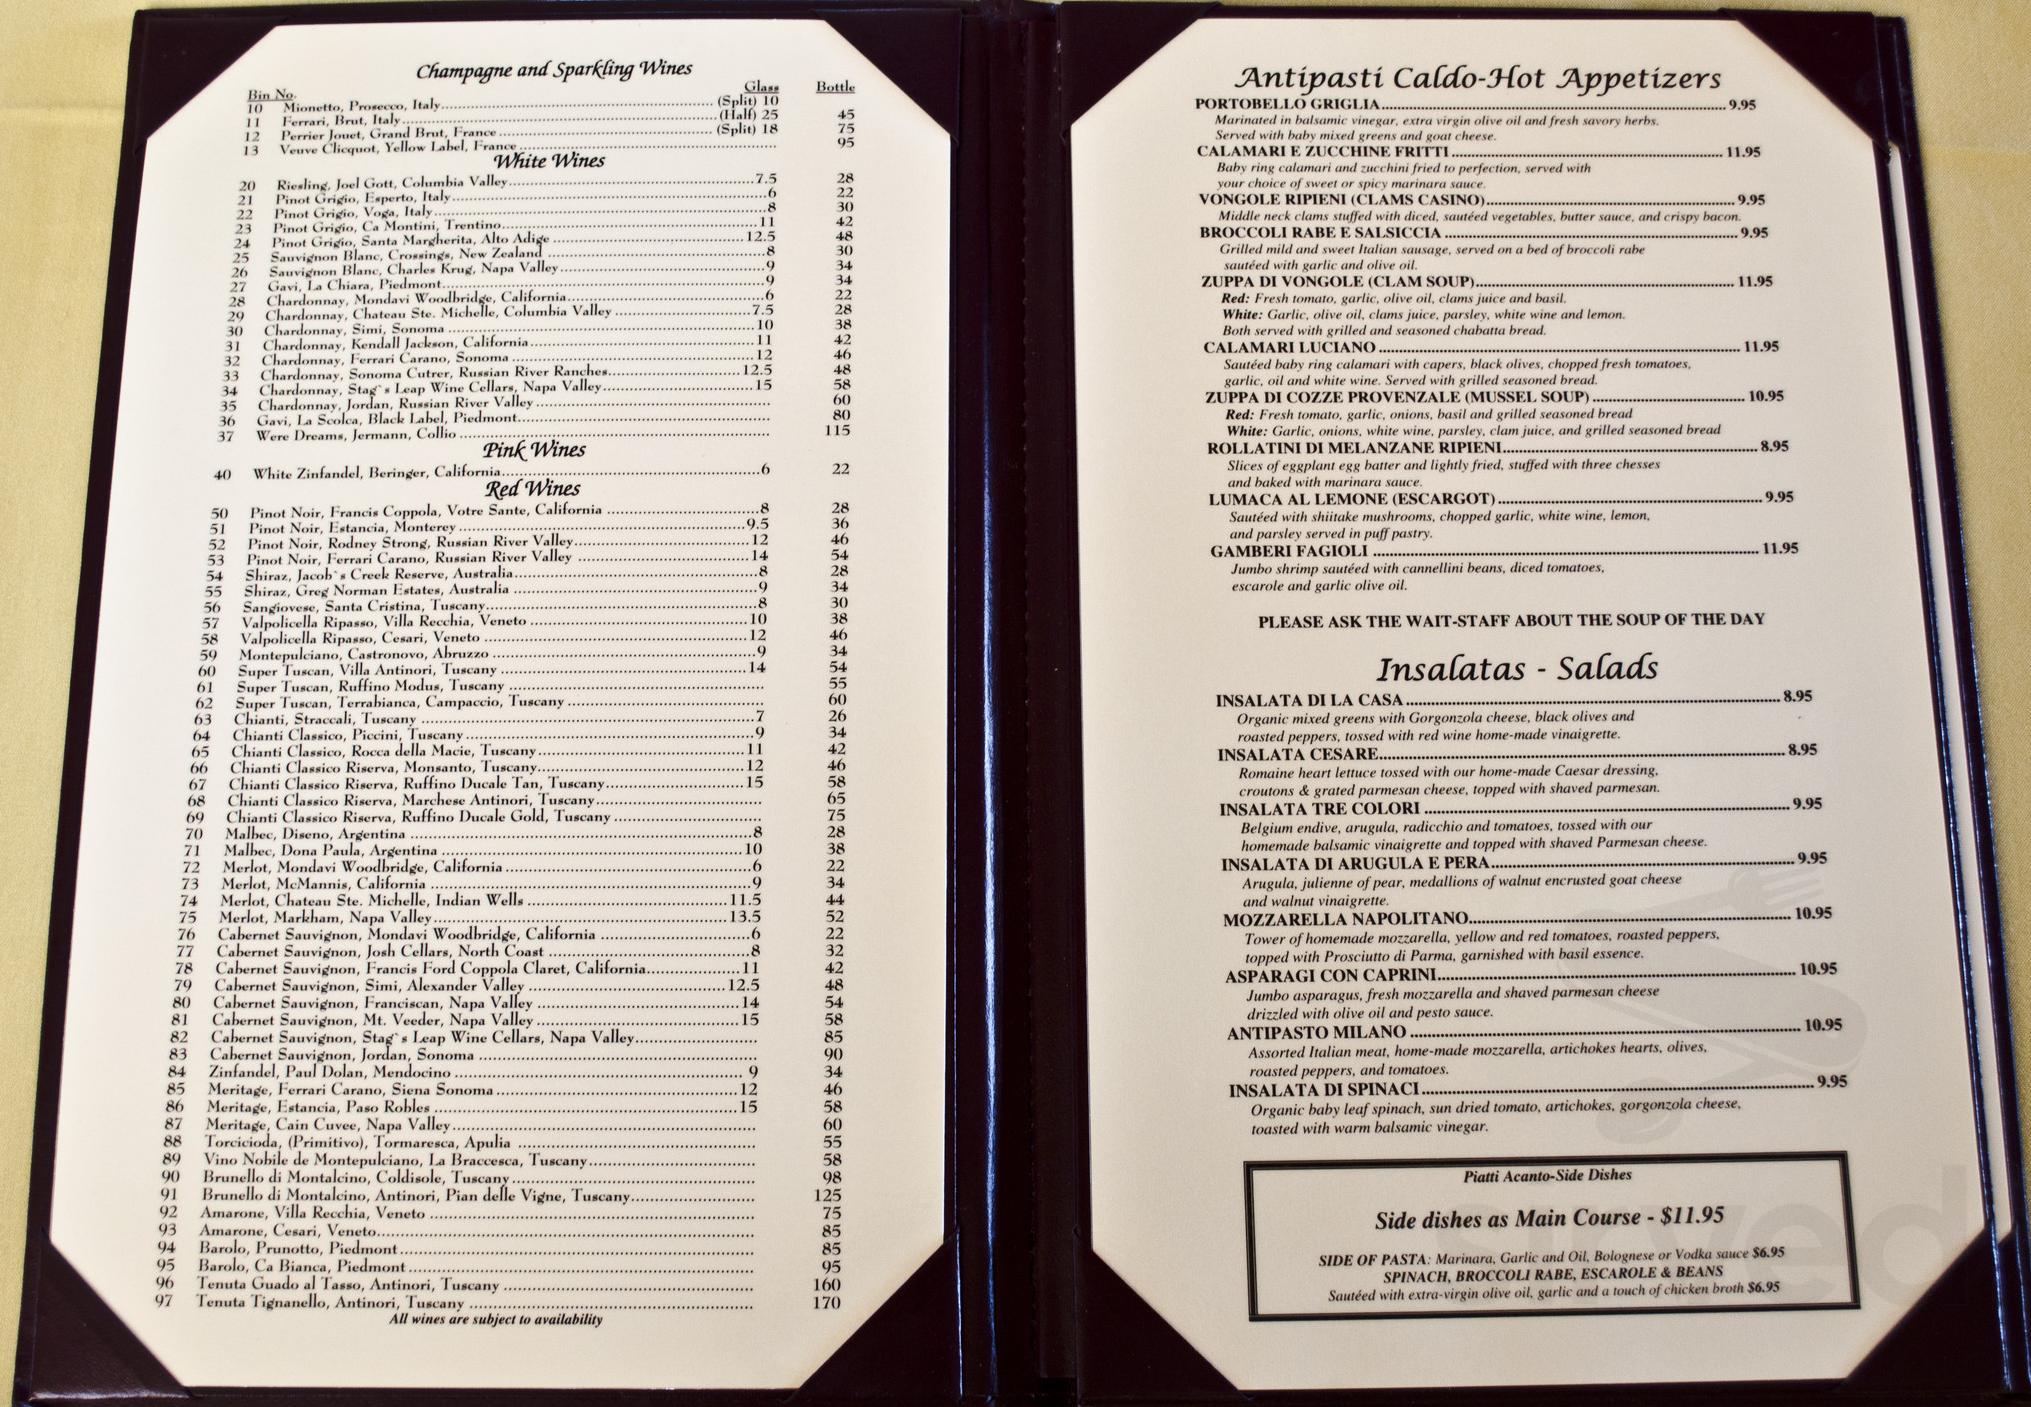 Champagne and Sparkling Wines
Bin No. Glass Bottle
10 Mionetto, Prosecco, Italy (Split) 10
11 Ferrari, Brut, Italy (Half) 25 45
12 Perrier Jouet, Grand Brut, France (Split) 18 75
13 Veuve Clicquot, Yellow Label, France 95
White Wines
20 Riesling, Joel Gott, Columbia Valley 7.5 28
21 Pinot Grigio, Esperto, Italy 6 22
22 Pinot Grigio, Voga, Italy 8 30
23 Pinot Grigio, Ca Montini, Trentino 11 42
24 Pinot Grigio, Santa Margherita, Alto Adige 12.5 48
25 Sauvignon Blanc, Crossings, New Zealand 8 30
26 Sauvignon Blanc, Charles Krug, Napa Valley 9 34
27 Gavi, La Chiara, Piedmont 9 34
28 Chardonnay, Mondavi Woodbridge, California 6 22
29 Chardonnay, Chateau Ste. Michelle, Columbia Valley 7.5 28
30 Chardonnay, Simi, Sonoma 10 38
31 Chardonnay, Kendall Jackson, California 11 42
32 Chardonnay, Ferrari Carano, Sonoma 12 46
33 Chardonnay, Sonoma Cutrer, Russian River Ranches 12.5 48
34 Chardonnay, Stag`s Leap Wine Cellars, Napa Valley 15 58
35 Chardonnay, Jordan, Russian River Valley 60
36 Gavi, La Scolca, Black Label, Piedmont 80
37 Were Dreams, Jermann, Collio 115
Pink Wines
40 White Zinfandel, Beringer, California 6 22
Red Wines
50 Pinot Noir, Francis Coppola, Votre Sante, California 8 28
51 Pinot Noir, Estancia, Monterey 9.5 36
52 Pinot Noir, Rodney Strong, Russian River Valley 12 46
53 Pinot Noir, Ferrari Carano, Russian River Valley 14 54
54 Shiraz, Jacob`s Creek Reserve, Australia 8 28
55 Shiraz, Greg Norman Estates, Australia 9 34
56 Sangiovese, Santa Cristina, Tuscany 8 30
57 Valpolicella Ripasso, Villa Recchia, Veneto 10 38
58 Valpolicella Ripasso, Cesari, Veneto 12 46
59 Montepulciano, Castronovo, Abruzzo 9 34
60 Super Tuscan, Villa Antinori, Tuscany 14 54
61 Super Tuscan, Ruffino Modus, Tuscany 55
62 Super Tuscan, Terrabianca, Campaccio, Tuscany 60
63 Chianti, Straccali, Tuscany 7 26
64 Chianti Classico, Piccini, Tuscany 9 34
65 Chianti Classico, Rocca della Macie, Tuscany 11 42
66 Chianti Classico Riserva, Monsanto, Tuscany 12 46
67 Chianti Classico Riserva, Ruffino Ducale Tan, Tuscany 15 58
68 Chianti Classico Riserva, Marchese Antinori, Tuscany 65
69 Chianti Classico Riserva, Ruffino Ducale Gold, Tuscany 75
70 Malbec, Diseno, Argentina 8 28
71 Malbec, Dona Paula, Argentina 10 38
72 Merlot, Mondavi Woodbridge, California 6 22
73 Merlot, McMannis, California 9 34
74 Merlot, Chateau Ste. Michelle, Indian Wells 11.5 44
75 Merlot, Markham, Napa Valley 13.5 52
76 Cabernet Sauvignon, Mondavi Woodbridge, California 6 22
77 Cabernet Sauvignon, Josh Cellars, North Coast 8 32
78 Cabernet Sauvignon, Francis Ford Coppola Claret, California 11 42
79 Cabernet Sauvignon, Simi, Alexander Valley 12.5 48
80 Cabernet Sauvignon, Franciscan, Napa Valley 14 54
81 Cabernet Sauvignon, Mt. Veeder, Napa Valley 15 58
82 Cabernet Sauvignon, Stag`s Leap Wine Cellars, Napa Valley 85
83 Cabernet Sauvignon, Jordan, Sonoma 90
84 Zinfandel, Paul Dolan, Mendocino 9 34
85 Meritage, Ferrari Carano, Siena Sonoma 12 46
86 Meritage, Estancia, Paso Robles 15 58
87 Meritage, Cain Cuvee, Napa Valley 60
88 Torcicioda, (Primitivo), Tormaresca, Apulia 55
89 Vino Nobile de Montepulciano, La Braccesca, Tuscany 58
90 Brunello di Montalcino, Coldisole, Tuscany 98
91 Brunello di Montalcino, Antinori, Pian delle Vigne, Tuscany 125
92 Amarone, Villa Recchia, Veneto 75
93 Amarone, Cesari, Veneto 85
94 Barolo, Prunotto, Piedmont 85
95 Barolo, Ca Bianca, Piedmont 95
96 Tenuta Guado al Tasso, Antinori, Tuscany 160
97 Tenuta Tignanello, Antinori, Tuscany 170
All wines are subject to availability
Antipasti Caldo-Hot Appetizers
PORTOBELLO GRIGLIA 9.95
Marinated in balsamic vinegar, extra virgin olive oil and fresh savory herbs.
Served with baby mixed greens and goat cheese.
CALAMARI E ZUCCHINE FRITTI 11.95
Baby ring calamari and zucchini fried to perfection, served with
your choice of sweet or spicy marinara sauce.
VONGOLE RIPIENI (CLAMS CASINO) 9.95
Middle neck clams stuffed with diced, sautéed vegetables, butter sauce, and crispy bacon.
BROCCOLI RABE E SALSICCIA 9.95
Grilled mild and sweet Italian sausage, served on a bed of broccoli rabe
sautéed with garlic and olive oil.
ZUPPA DI VONGOLE (CLAM SOUP) 11.95
Red: Fresh tomato, garlic, olive oil, clams juice and basil.
White: Garlic, olive oil, clams juice, parsley, white wine and lemon.
Both served with grilled and seasoned chabatta bread.
CALAMARI LUCIANO 11.95
Sautéed baby ring calamari with capers, black olives, chopped fresh tomatoes,
garlic, oil and white wine. Served with grilled seasoned bread.
ZUPPA DI COZZE PROVENZALE (MUSSEL SOUP) 10.95
Red: Fresh tomato, garlic, onions, basil and grilled seasoned bread
White: Garlic, onions, white wine, parsley, clam juice, and grilled seasoned bread
ROLLATINI DI MELANZANE RIPIENI 8.95
Slices of eggplant egg batter and lightly fried, stuffed with three chesses
and baked with marinara sauce.
LUMACA AL LEMONE (ESCARGOT) 9.95
Sautéed with shiitake mushrooms, chopped garlic, white wine, lemon,
and parsley served in puff pastry.
GAMBERI FAGIOLI 11.95
Jumbo shrimp sautéed with cannellini beans, diced tomatoes,
escarole and garlic olive oil.
PLEASE ASK THE WAIT-STAFF ABOUT THE SOUP OF THE DAY
Insalatas - Salads
INSALATA DI LA CASA 8.95
Organic mixed greens with Gorgonzola cheese, black olives and
roasted peppers, tossed with red wine home-made vinaigrette.
INSALATA CESARE 8.95
Romaine heart lettuce tossed with our home-made Caesar dressing,
croutons & grated parmesan cheese, topped with shaved parmesan.
INSALATA TRE COLORI 9.95
Belgium endive, arugula, radicchio and tomatoes, tossed with our
homemade balsamic vinaigrette and topped with shaved Parmesan cheese.
INSALATA DI ARUGULA E PERA 9.95
Arugula, julienne of pear, medallions of walnut encrusted goat cheese
and walnut vinaigrette.
MOZZARELLA NAPOLITANO 10.95
Tower of homemade mozzarella, yellow and red tomatoes, roasted peppers,
topped with Prosciutto di Parma, garnished with basil essence.
ASPARAGI CON CAPRINI 10.95
Jumbo asparagus, fresh mozzarella and shaved parmesan cheese
drizzled with olive oil and pesto sauce.
ANTIPASTO MILANO 10.95
Assorted Italian meat, home-made mozzarella, artichokes hearts, olives,
roasted peppers, and tomatoes.
INSALATA DI SPINACI 9.95
Organic baby leaf spinach, sun dried tomato, artichokes, gorgonzola cheese,
toasted with warm balsamic vinegar.
Piatti Acanto-Side Dishes
Side dishes as Main Course - $11.95
SIDE OF PASTA: Marinara, Garlic and Oil, Bolognese or Vodka sauce $6.95
SPINACH, BROCCOLI RABE, ESCAROLE & BEANS
Sautéed with extra-virgin olive oil, garlic and a touch of chicken broth $6.95